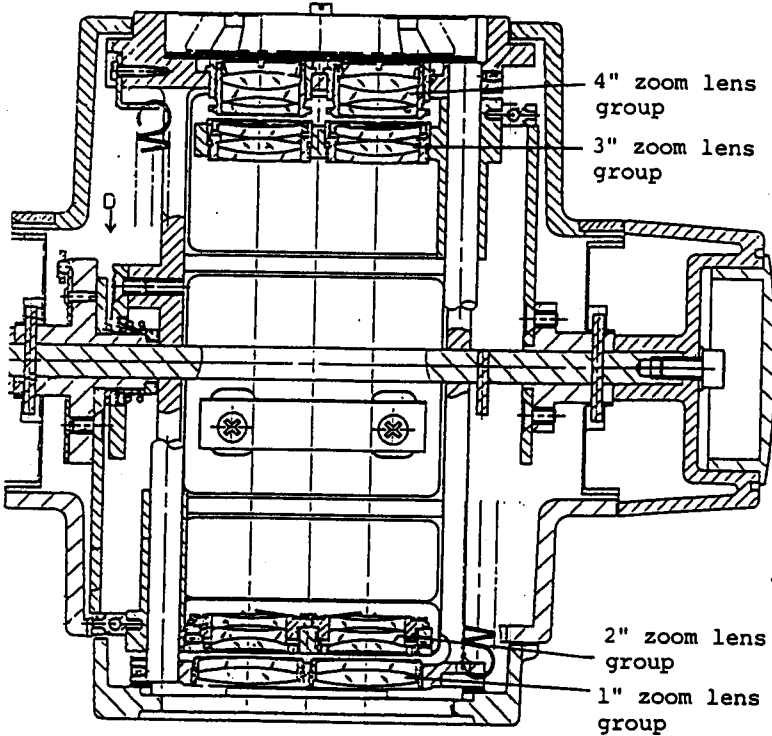 4" zoom lens
group
3" zoom lens
group
D
2" zoom lens
group
1" zoom lens
group